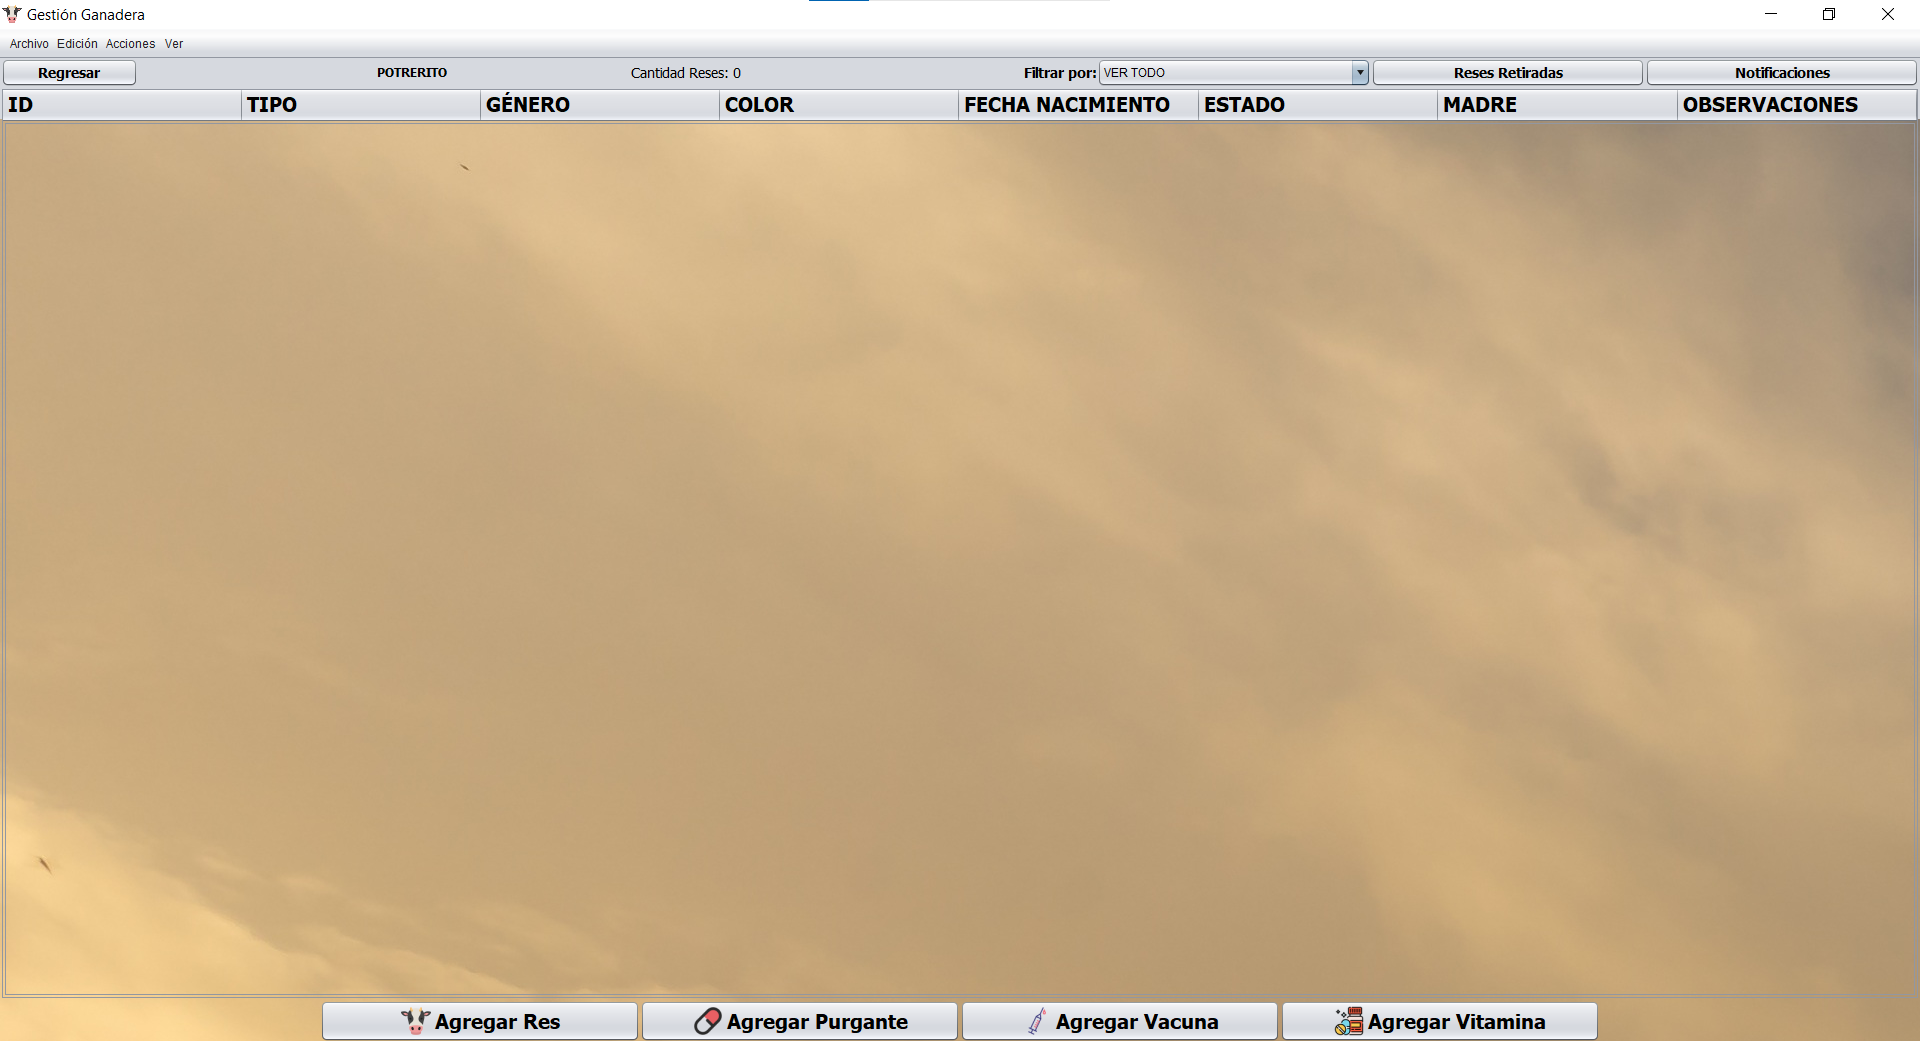 Gestión Ganadera
Archivo Edición Acciones Ver
Regresar POTRERITO Cantidad Reses: 0 Filtrar por: VER TODO Reses Retiradas Notificaciones
ID TIPO GÉNERO COLOR FECHA NACIMIENTO ESTADO MADRE OBSERVACIONES
Agregar Res Agregar Purgante Agregar Vacuna Agregar Vitamina